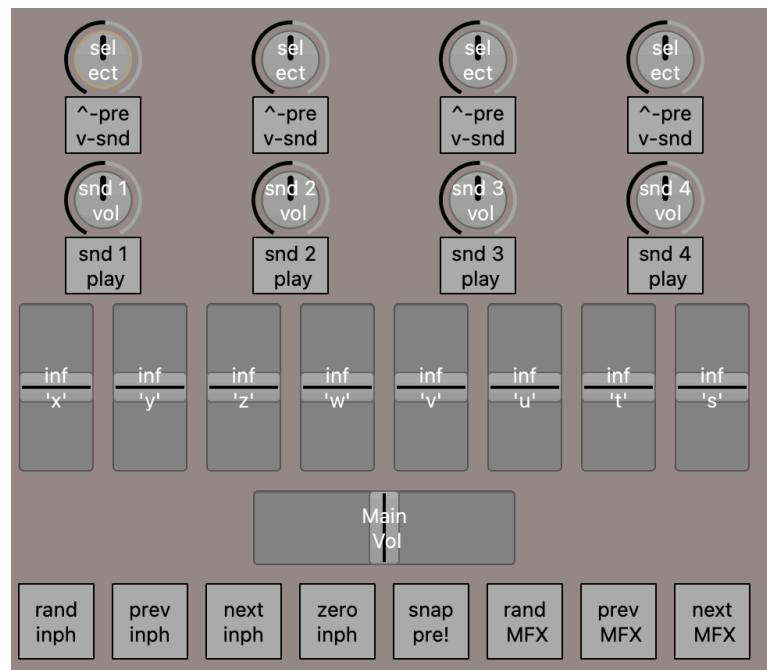 sel
ect
sel
ect
sel
ect
sel
ect
^-pre
v-snd
^-pre
v-snd
^-pre
v-snd
^-pre
v-snd
snd 1
vol
snd 2
vol
snd 3
vol
snd 4
vol
snd 1
play
snd 2
play
snd 3
play
snd 4
play
inf
'x'
inf
'y'
inf
'z'
inf
'w'
inf
'v'
inf
'u'
inf
't'
inf
's'
Main
Vol
rand
inph
prev
inph
next
inph
zero
inph
snap
pre!
rand
MFX
prev
MFX
next
MFX